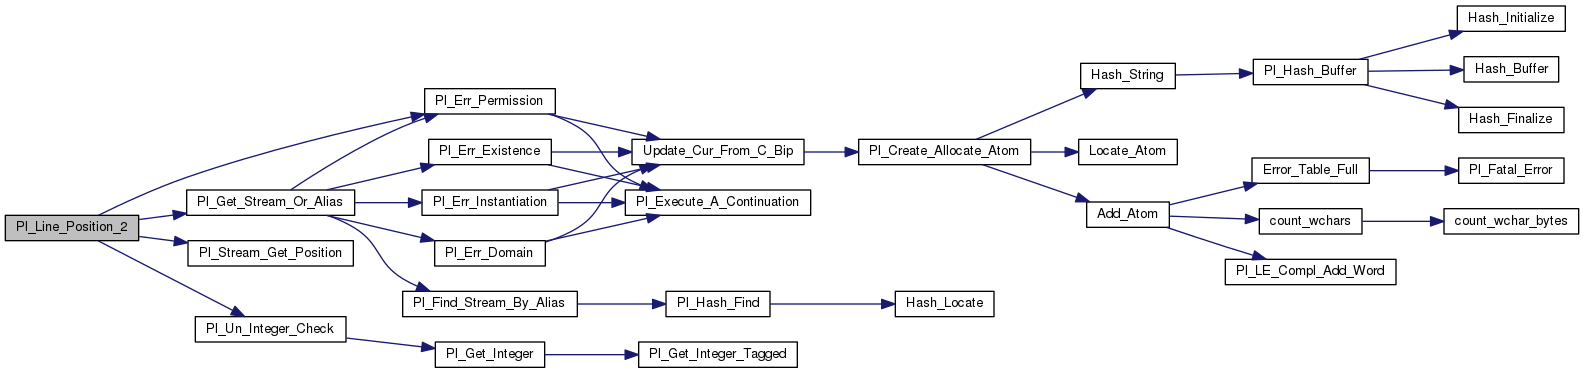 Pl_Line_Position_2
Pl_Get_Stream_Or_Alias
Pl_Stream_Get_Position
Pl_Un_Integer_Check
Pl_Err_Permission
Pl_Err_Existence
Pl_Err_Instantiation
Pl_Err_Domain
Pl_Find_Stream_By_Alias
Pl_Get_Integer
Update_Cur_From_C_Bip
Pl_Execute_A_Continuation
Pl_Hash_Find
Pl_Get_Integer_Tagged
Pl_Create_Allocate_Atom
Hash_Locate
Hash_String
Locate_Atom
Add_Atom
Pl_Hash_Buffer
Error_Table_Full
count_wchars
Pl_LE_Compl_Add_Word
Hash_Initialize
Hash_Buffer
Hash_Finalize
Pl_Fatal_Error
count_wchar_bytes